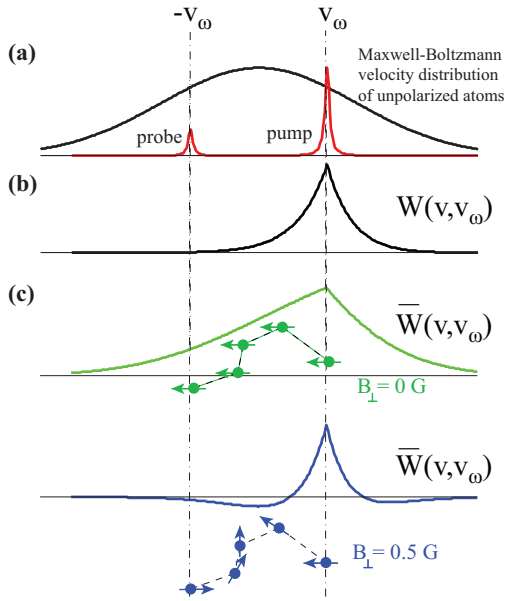 -v_ω
v_ω
(a)
Maxwell-Boltzmann
velocity distribution
of unpolarized atoms
probe
pump
(b)
W(v,v_ω)
(c)
W̅(v,v_ω)
B_⊥= 0 G
W̅(v,v_ω)
B_⊥= 0.5 G